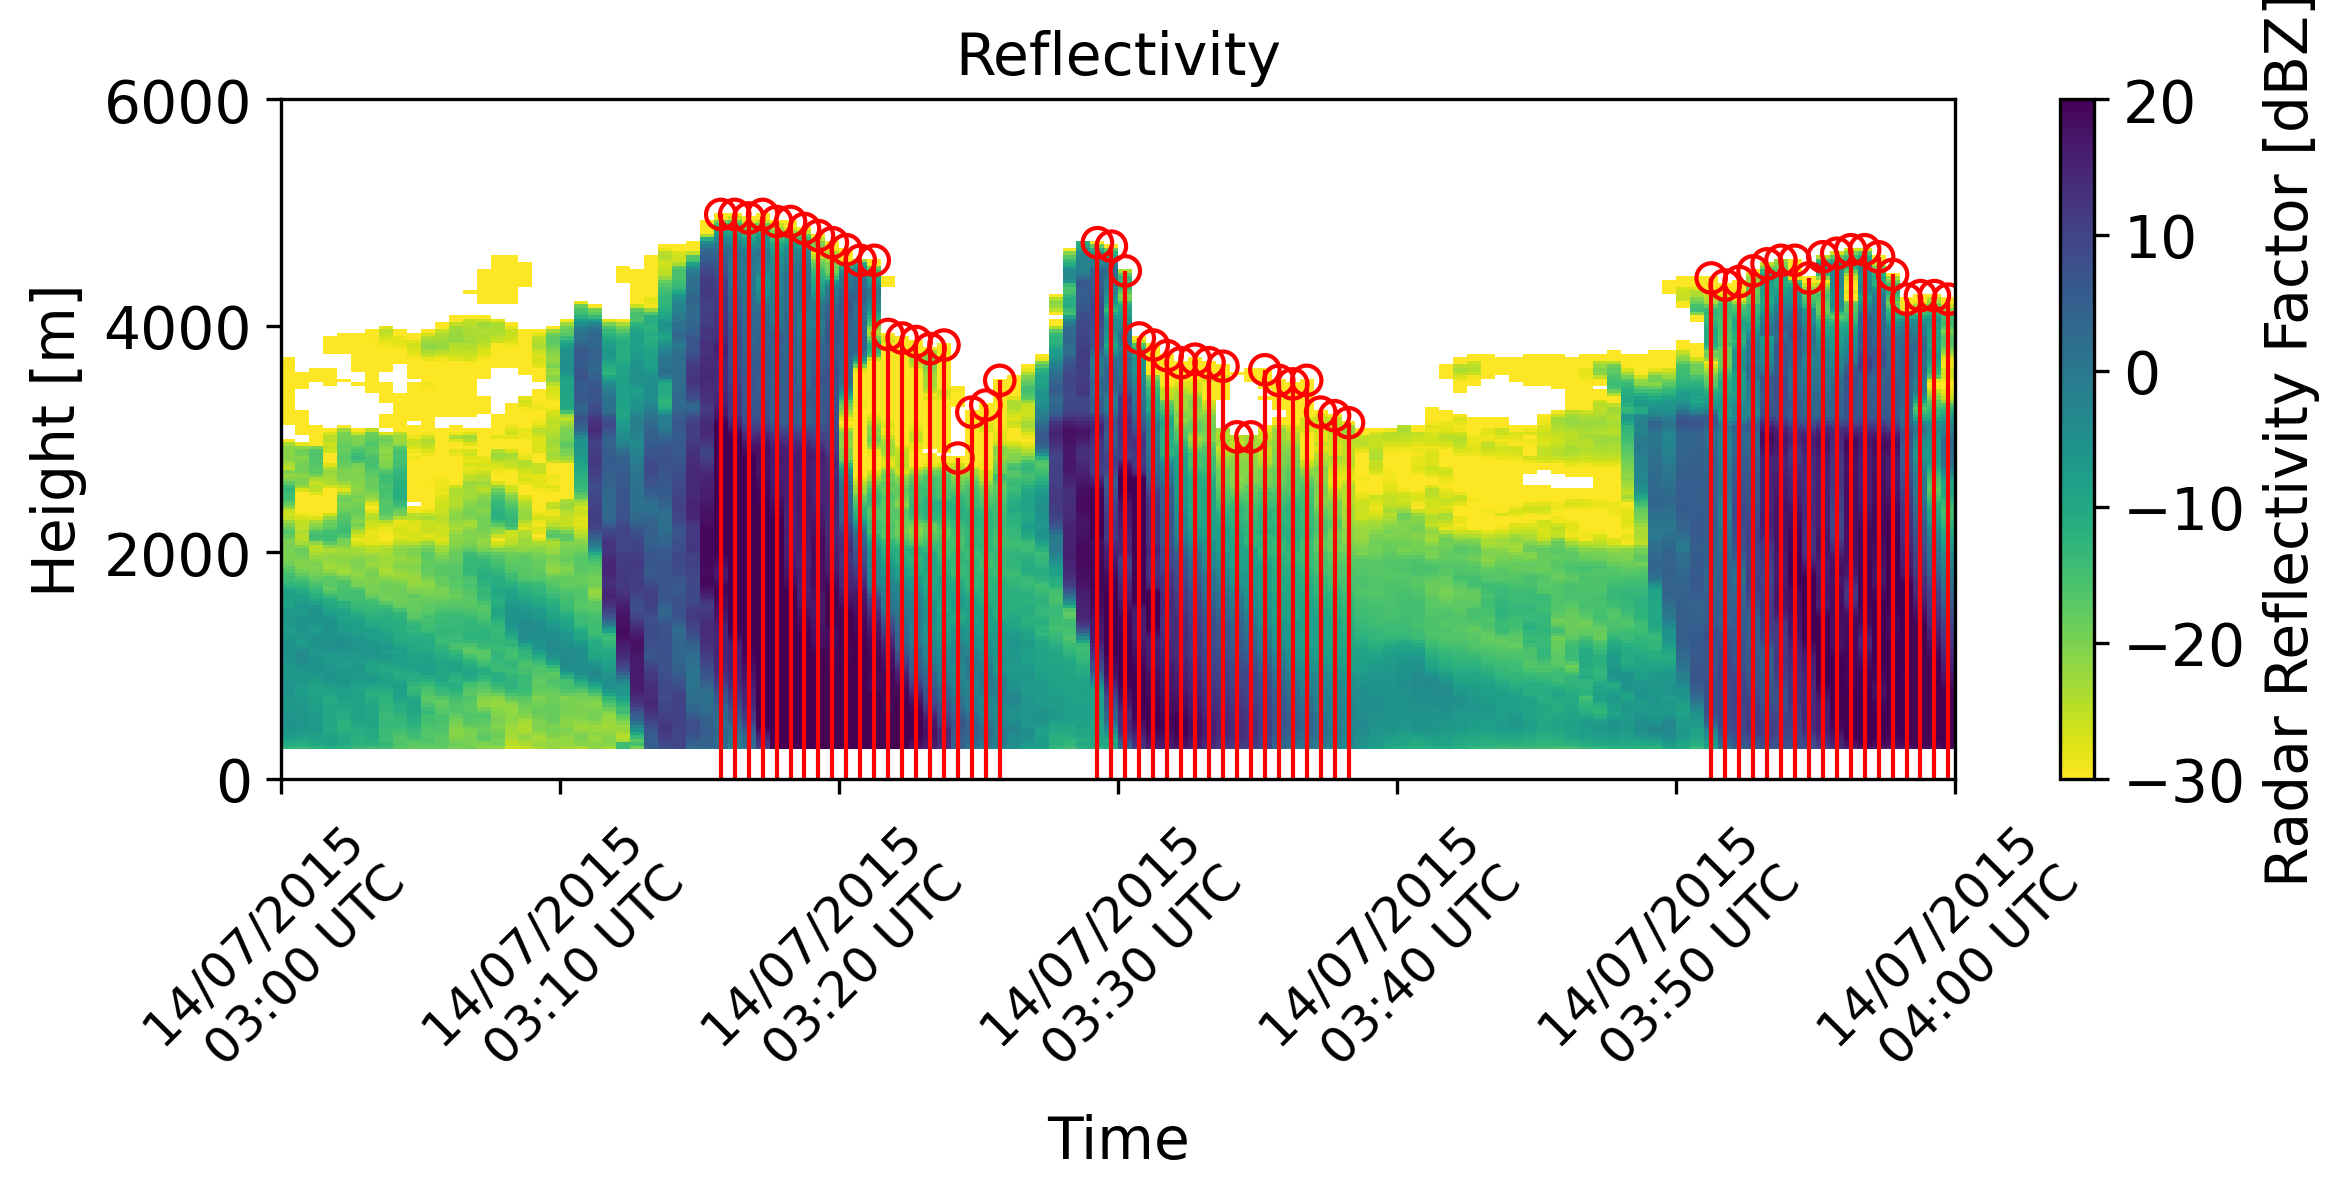 Reflectivity
6000
4000
2000
0
Height [m]
14/07/2015
03:00 UTC
14/07/2015
03:10 UTC
14/07/2015
03:20 UTC
14/07/2015
03:30 UTC
14/07/2015
03:40 UTC
14/07/2015
03:50 UTC
14/07/2015
04:00 UTC
Time
20
10
0
−10
−20
−30
Radar Reflectivity Factor [dBZ]